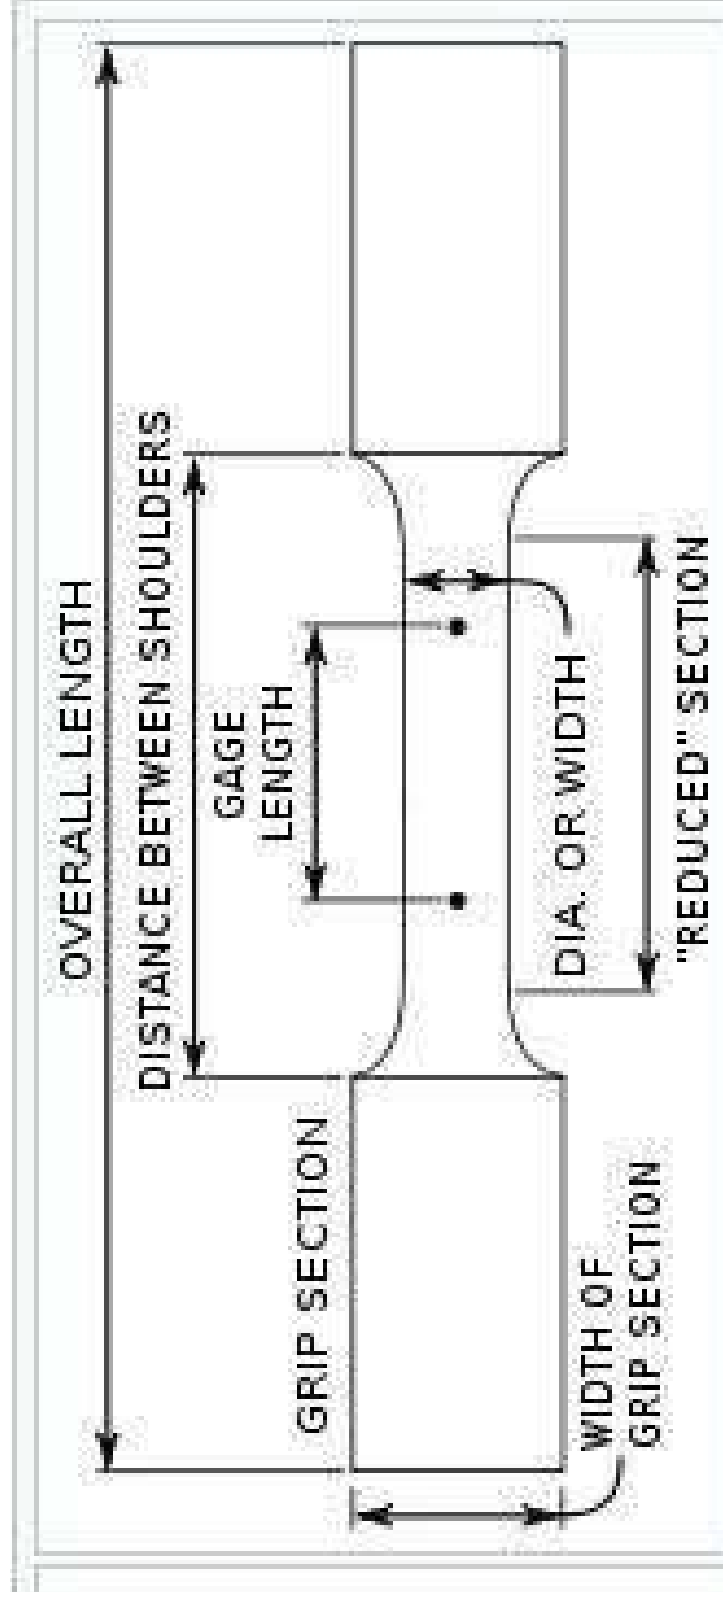 OVERALL LENGTH
DISTANCE BETWEEN SHOULDERS
GAGE
LENGTH
GRIP SECTION
DIA. OR WIDTH
WIDTH OF
GRIP SECTION
"REDUCED" SECTION